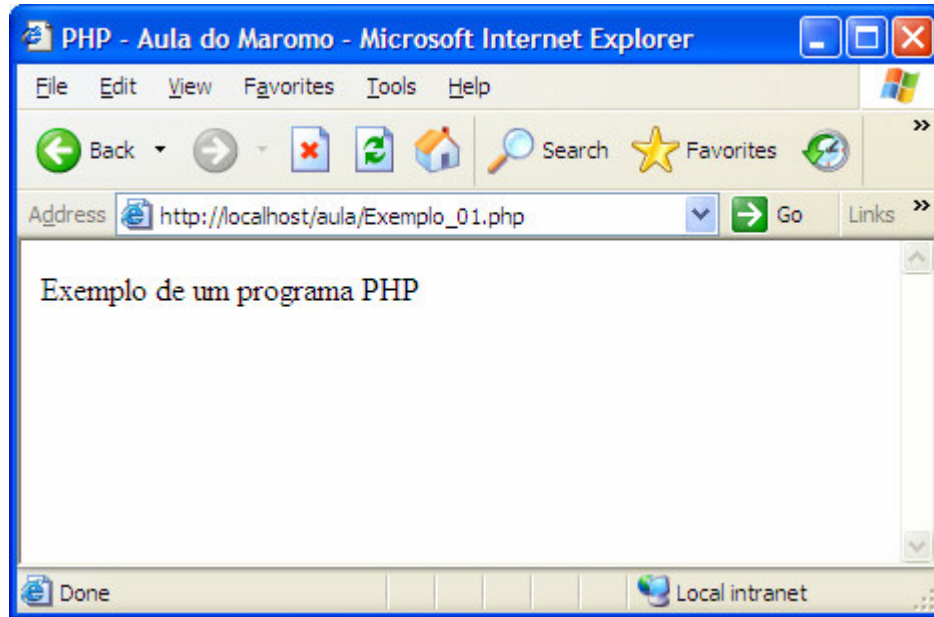 PHP - Aula do Maromo - Microsoft Internet Explorer
File Edit View Favorites Tools Help
Back Search Favorites »
Address http://localhost/aula/Exemplo_01.php Go Links »
Exemplo de um programa PHP
Done Local intranet